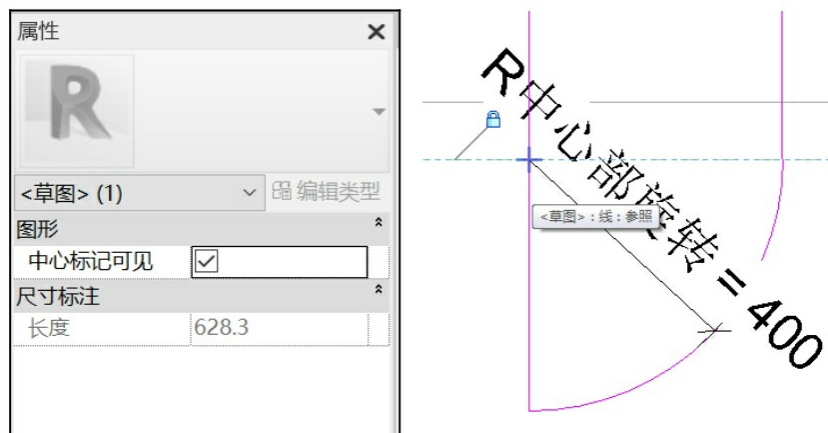 属性
<草图> (1)
编辑类型
图形
中心标记可见
尺寸标注
长度
628.3
R中心部旋转 = 400
<草图> : 线 : 参照